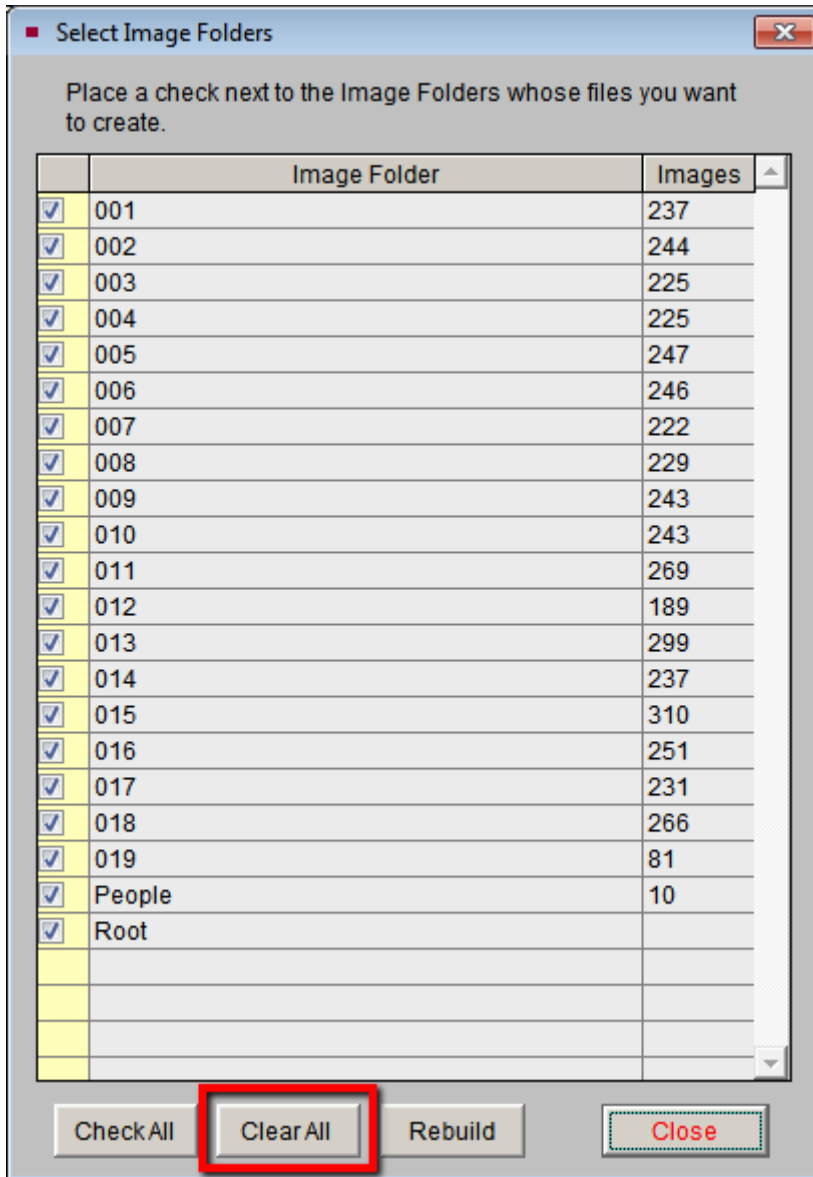 Select Image Folders
Place a check next to the Image Folders whose files you want
to create.
Image Folder Images
001 237
002 244
003 225
004 225
005 247
006 246
007 222
008 229
009 243
010 243
011 269
012 189
013 299
014 237
015 310
016 251
017 231
018 266
019 81
People 10
Root
Check All Clear All Rebuild Close